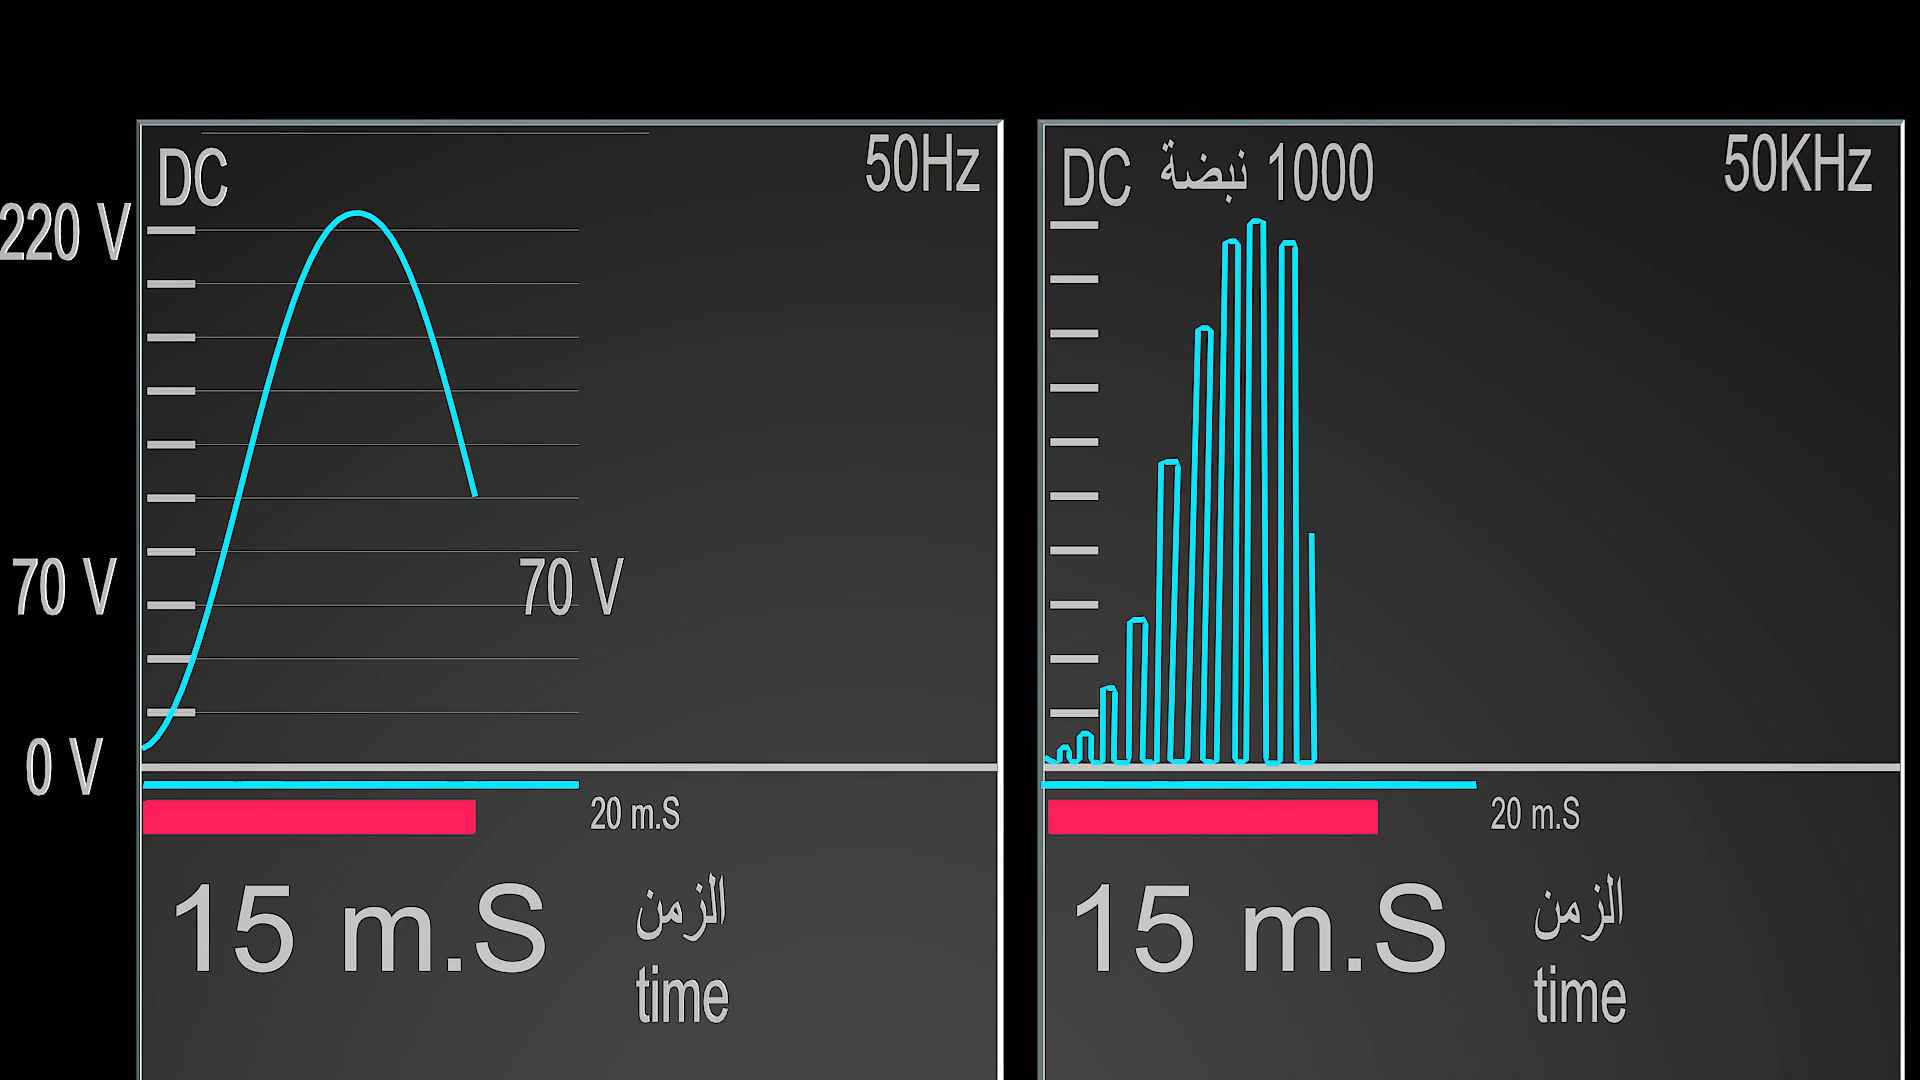 DC
50Hz
220 V
70 V
70 V
0 V
20 m.S
15 m.S
الزمن
time
DC
1000 نبضة
50KHz
20 m.S
15 m.S
الزمن
time